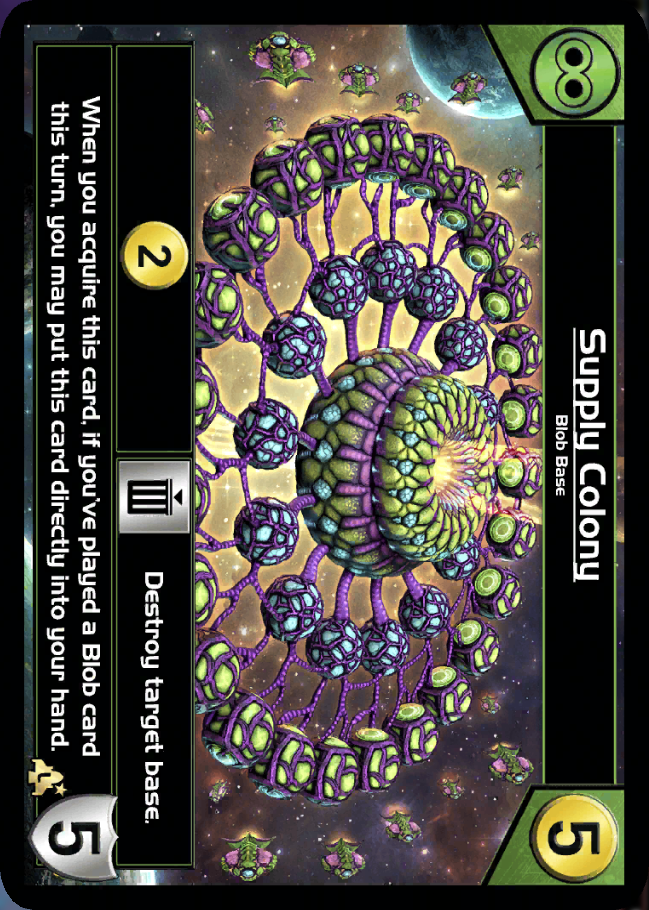 Supply Colony
5
Blob Base
2
Destroy target base.
When you acquire this card, if you've played a Blob card
this turn, you may put this card directly into your hand.
5